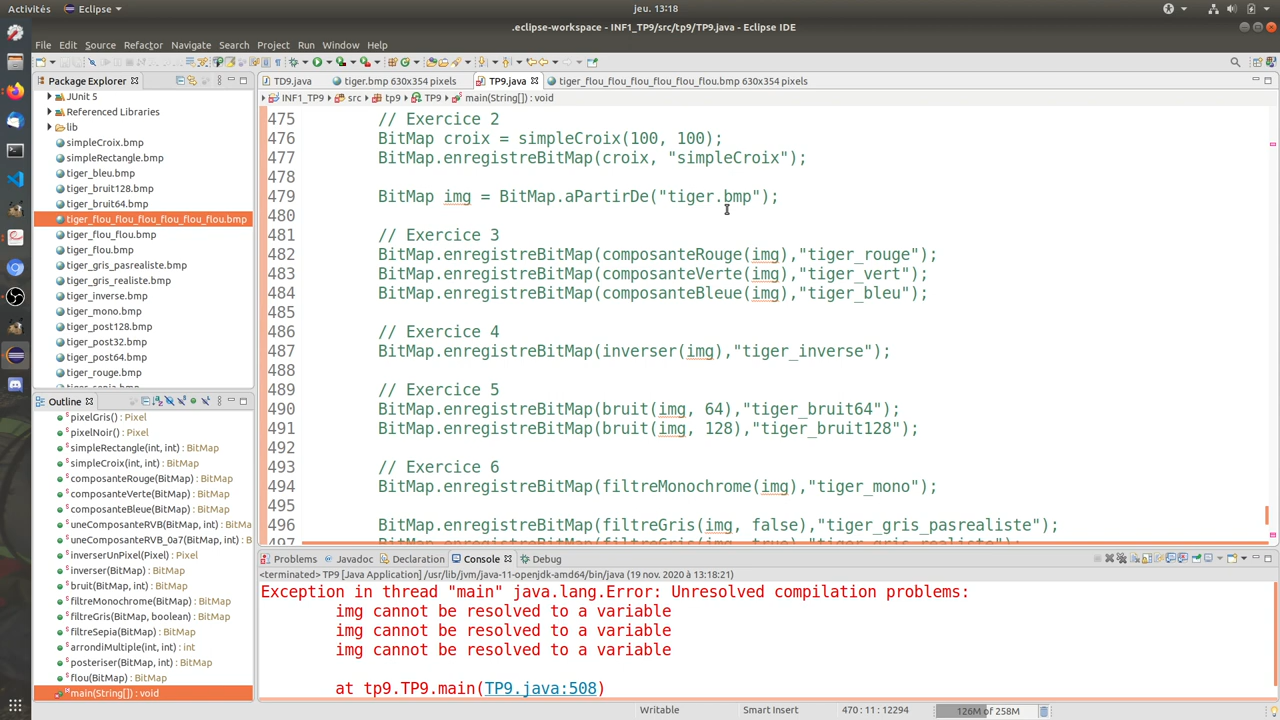 Activités
Eclipse
jeu. 13:18
.eclipse-workspace - INF1_TP9/src/tp9/TP9.java - Eclipse IDE
File Edit Source Refactor Navigate Search Project Run Window Help
Package Explorer
JUnit 5
Referenced Libraries
lib
simpleCroix.bmp
simpleRectangle.bmp
tiger_bleu.bmp
tiger_bruit128.bmp
tiger_bruit64.bmp
tiger_flou_flou_flou_flou_flou_flou.bmp
tiger_flou_flou.bmp
tiger_flou.bmp
tiger_gris_pasrealiste.bmp
tiger_gris_realiste.bmp
tiger_inverse.bmp
tiger_mono.bmp
tiger_post128.bmp
tiger_post32.bmp
tiger_post64.bmp
tiger_rouge.bmp
tiger_sepia.bmp
Outline
pixelGris() : Pixel
pixelNoir() : Pixel
simpleRectangle(int, int) : BitMap
simpleCroix(int, int) : BitMap
composanteRouge(BitMap) : BitMap
composanteVerte(BitMap) : BitMap
composanteBleue(BitMap) : BitMap
uneComposanteRVB(BitMap, int) : BitMa
uneComposanteRVB_0a7(BitMap, int) : B
inverserUnPixel(Pixel) : Pixel
inverser(BitMap) : BitMap
bruit(BitMap, int) : BitMap
filtreMonochrome(BitMap) : BitMap
filtreGris(BitMap, boolean) : BitMap
filtreSepia(BitMap) : BitMap
arrondiMultiple(int, int) : int
posteriser(BitMap, int) : BitMap
flou(BitMap) : BitMap
main(String[]) : void
TD9.java tiger.bmp 630x354 pixels TP9.java tiger_flou_flou_flou_flou_flou_flou.bmp 630x354 pixels
INF1_TP9 src tp9 TP9 main(String[]) : void
475 // Exercice 2
476 BitMap croix = simpleCroix(100, 100);
477 BitMap.enregistreBitMap(croix, "simpleCroix");
478
479 BitMap img = BitMap.aPartirDe("tiger.bmp");
480
481 // Exercice 3
482 BitMap.enregistreBitMap(composanteRouge(img),"tiger_rouge");
483 BitMap.enregistreBitMap(composanteVerte(img),"tiger_vert");
484 BitMap.enregistreBitMap(composanteBleue(img),"tiger_bleu");
485
486 // Exercice 4
487 BitMap.enregistreBitMap(inverser(img),"tiger_inverse");
488
489 // Exercice 5
490 BitMap.enregistreBitMap(bruit(img, 64),"tiger_bruit64");
491 BitMap.enregistreBitMap(bruit(img, 128),"tiger_bruit128");
492
493 // Exercice 6
494 BitMap.enregistreBitMap(filtreMonochrome(img),"tiger_mono");
495
496 BitMap.enregistreBitMap(filtreGris(img, false),"tiger_gris_pasrealiste");
497 BitMap.enregistreBitMap(filtreGris(img, true),"tiger_gris_realiste");
Problems Javadoc Declaration Console Debug
<terminated> TP9 [Java Application] /usr/lib/jvm/java-11-openjdk-amd64/bin/java (19 nov. 2020 à 13:18:21)
Exception in thread "main" java.lang.Error: Unresolved compilation problems:
img cannot be resolved to a variable
img cannot be resolved to a variable
img cannot be resolved to a variable
at tp9.TP9.main(TP9.java:508)
Writable Smart Insert 470 : 11 : 12294 126M of 258M